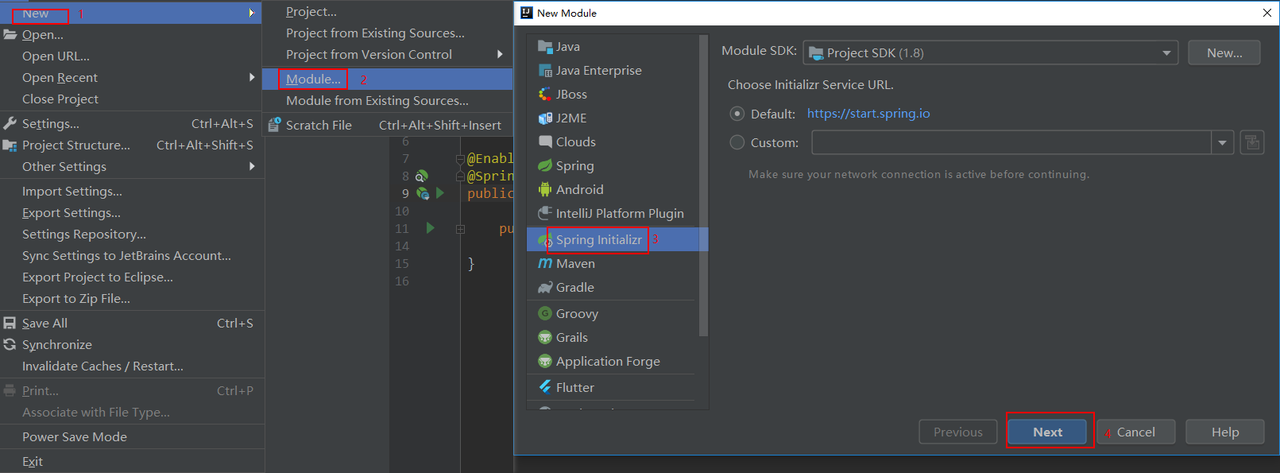 New 1
Open...
Open URL...
Open Recent
Close Project
Settings... Ctrl+Alt+S
Project Structure... Ctrl+Alt+Shift+S
Other Settings
Import Settings...
Export Settings...
Settings Repository...
Sync Settings to JetBrains Account...
Export Project to Eclipse...
Export to Zip File...
Save All Ctrl+S
Synchronize
Invalidate Caches / Restart...
Print... Ctrl+P
Associate with File Type...
Power Save Mode
Exit
Project...
Project from Existing Sources...
Project from Version Control
Module... 2
Module from Existing Sources...
Scratch File Ctrl+Alt+Shift+Insert
6
7 @Enabl
8 @Sprin
9 public
10
11 pu
14
15 }
16
New Module
Java
Java Enterprise
JBoss
J2ME
Clouds
Spring
Android
IntelliJ Platform Plugin
Spring Initializr 3
Maven
Gradle
Groovy
Grails
Application Forge
Flutter
Module SDK: Project SDK (1.8) New...
Choose Initializr Service URL.
Default: https://start.spring.io
Custom:
Make sure your network connection is active before continuing.
Previous Next 4 Cancel Help